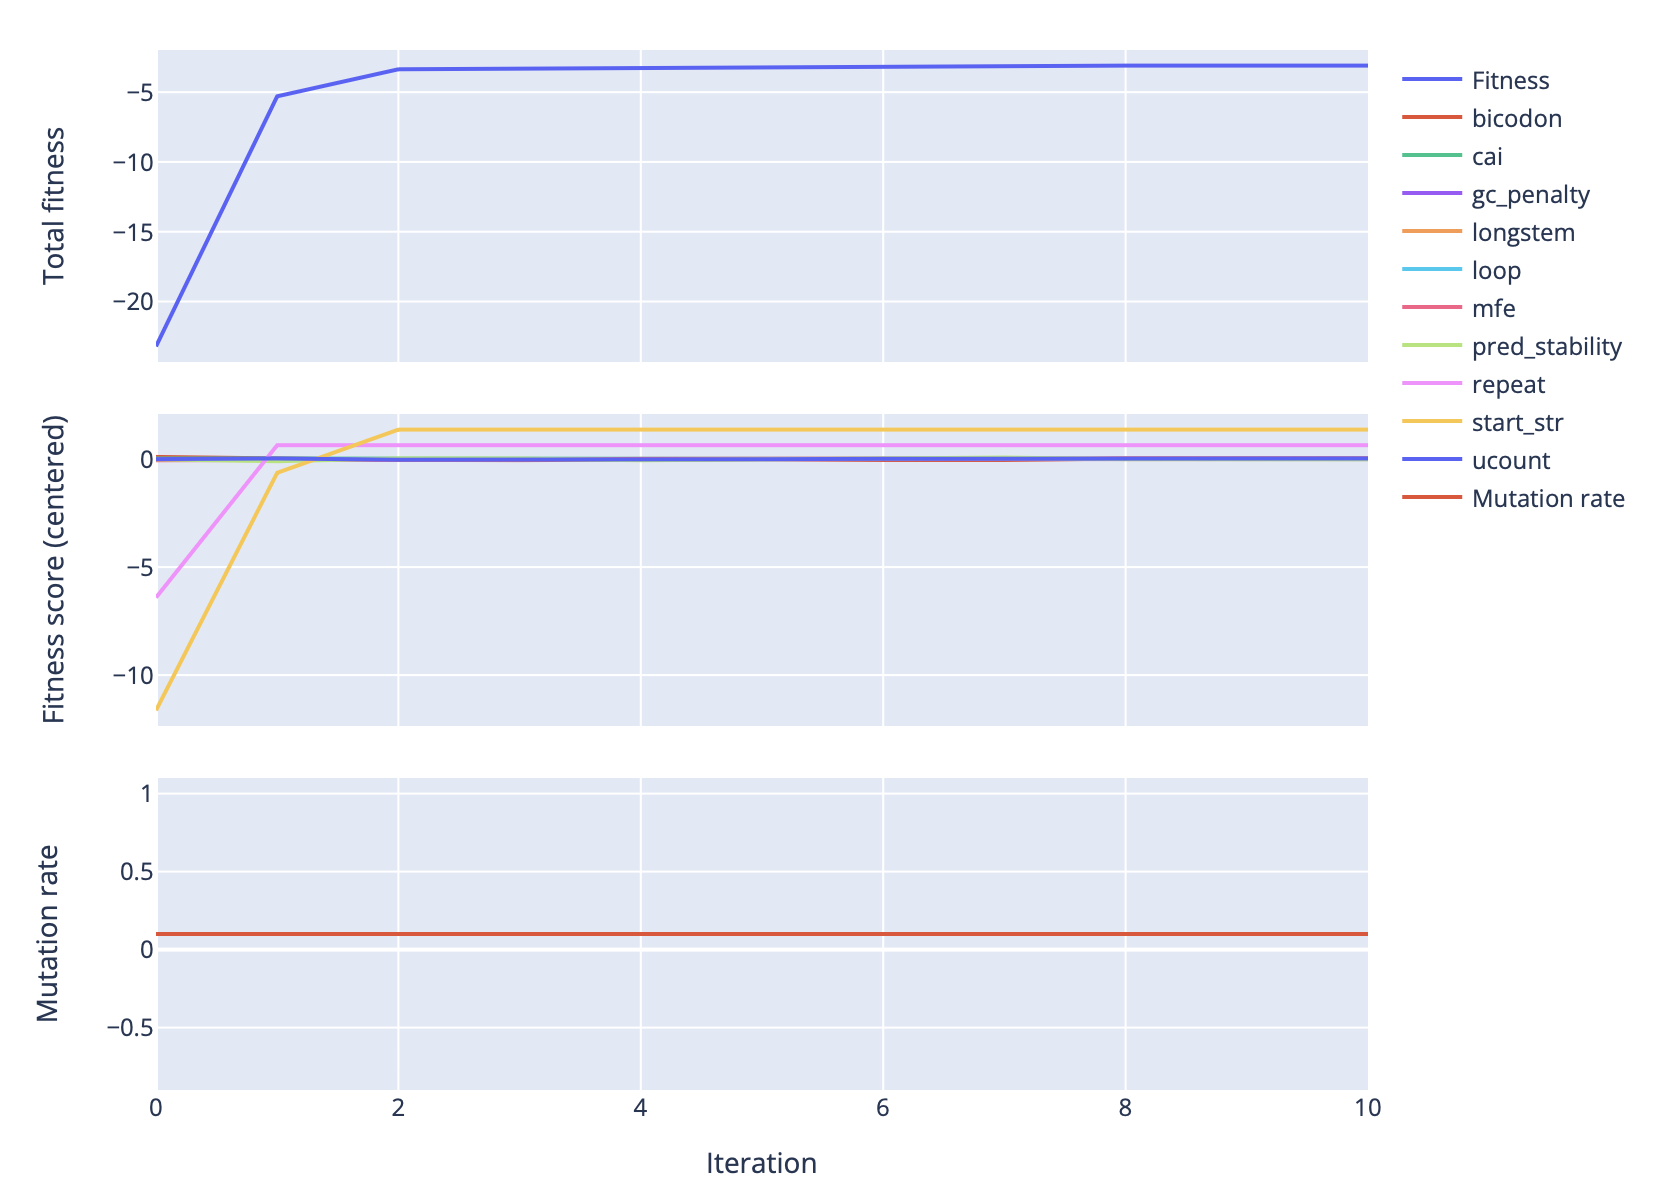 Total fitness
−5
−10
−15
−20
Fitness score (centered)
0
−5
−10
Mutation rate
1
0.5
0
−0.5
0 2 4 6 8 10
Iteration
Fitness
bicodon
cai
gc_penalty
longstem
loop
mfe
pred_stability
repeat
start_str
ucount
Mutation rate